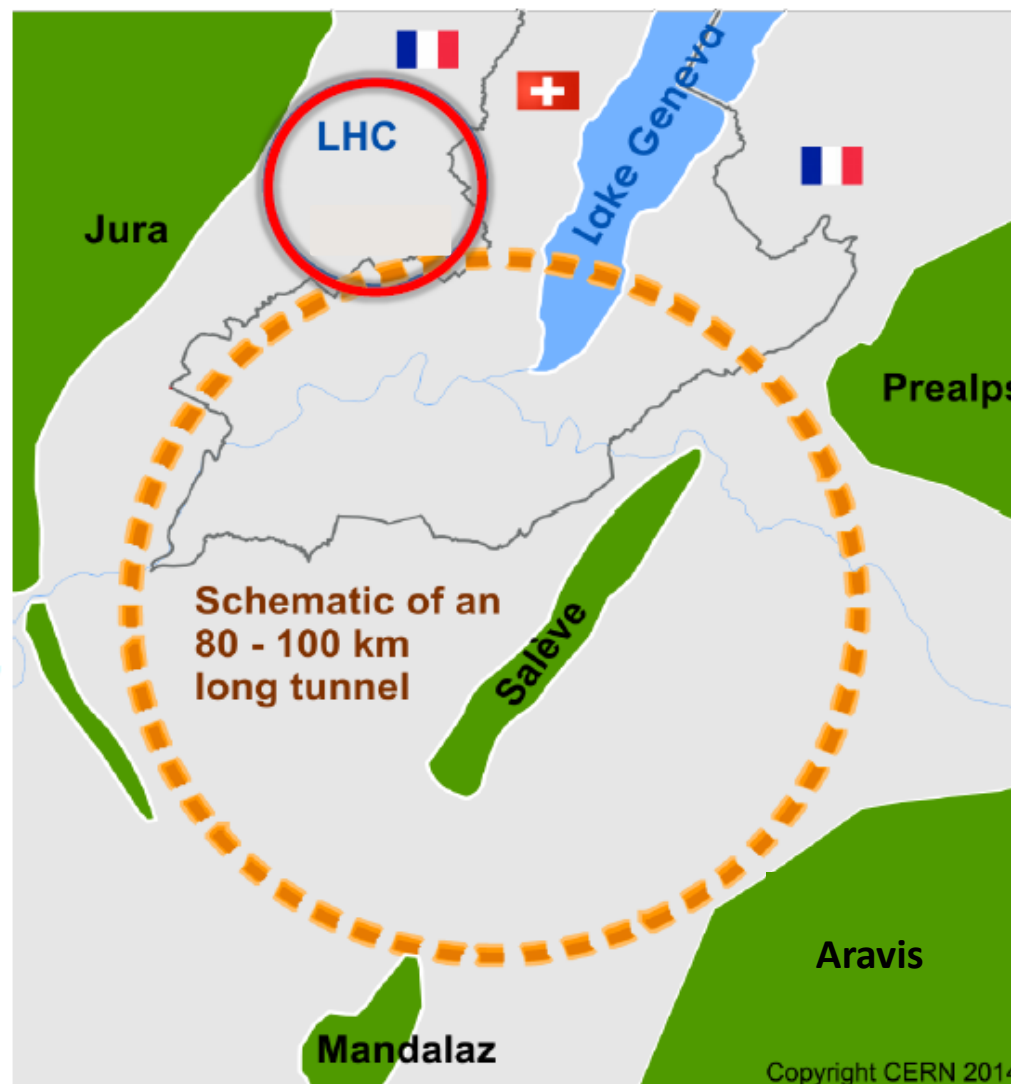 LHC
Lake Geneva
Jura
Prealps
Schematic of an
80 - 100 km
long tunnel
Salève
Aravis
Mandalaz
Copyright CERN 2014